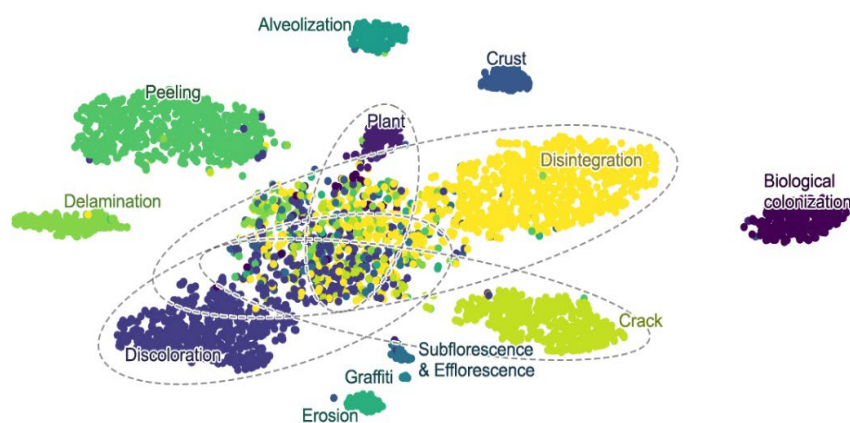 Alveolization
Crust
Peeling
Plant
Disintegration
Delamination
Biological
colonization
Crack
Discoloration
Subflorescence
& Efflorescence
Graffiti
Erosion